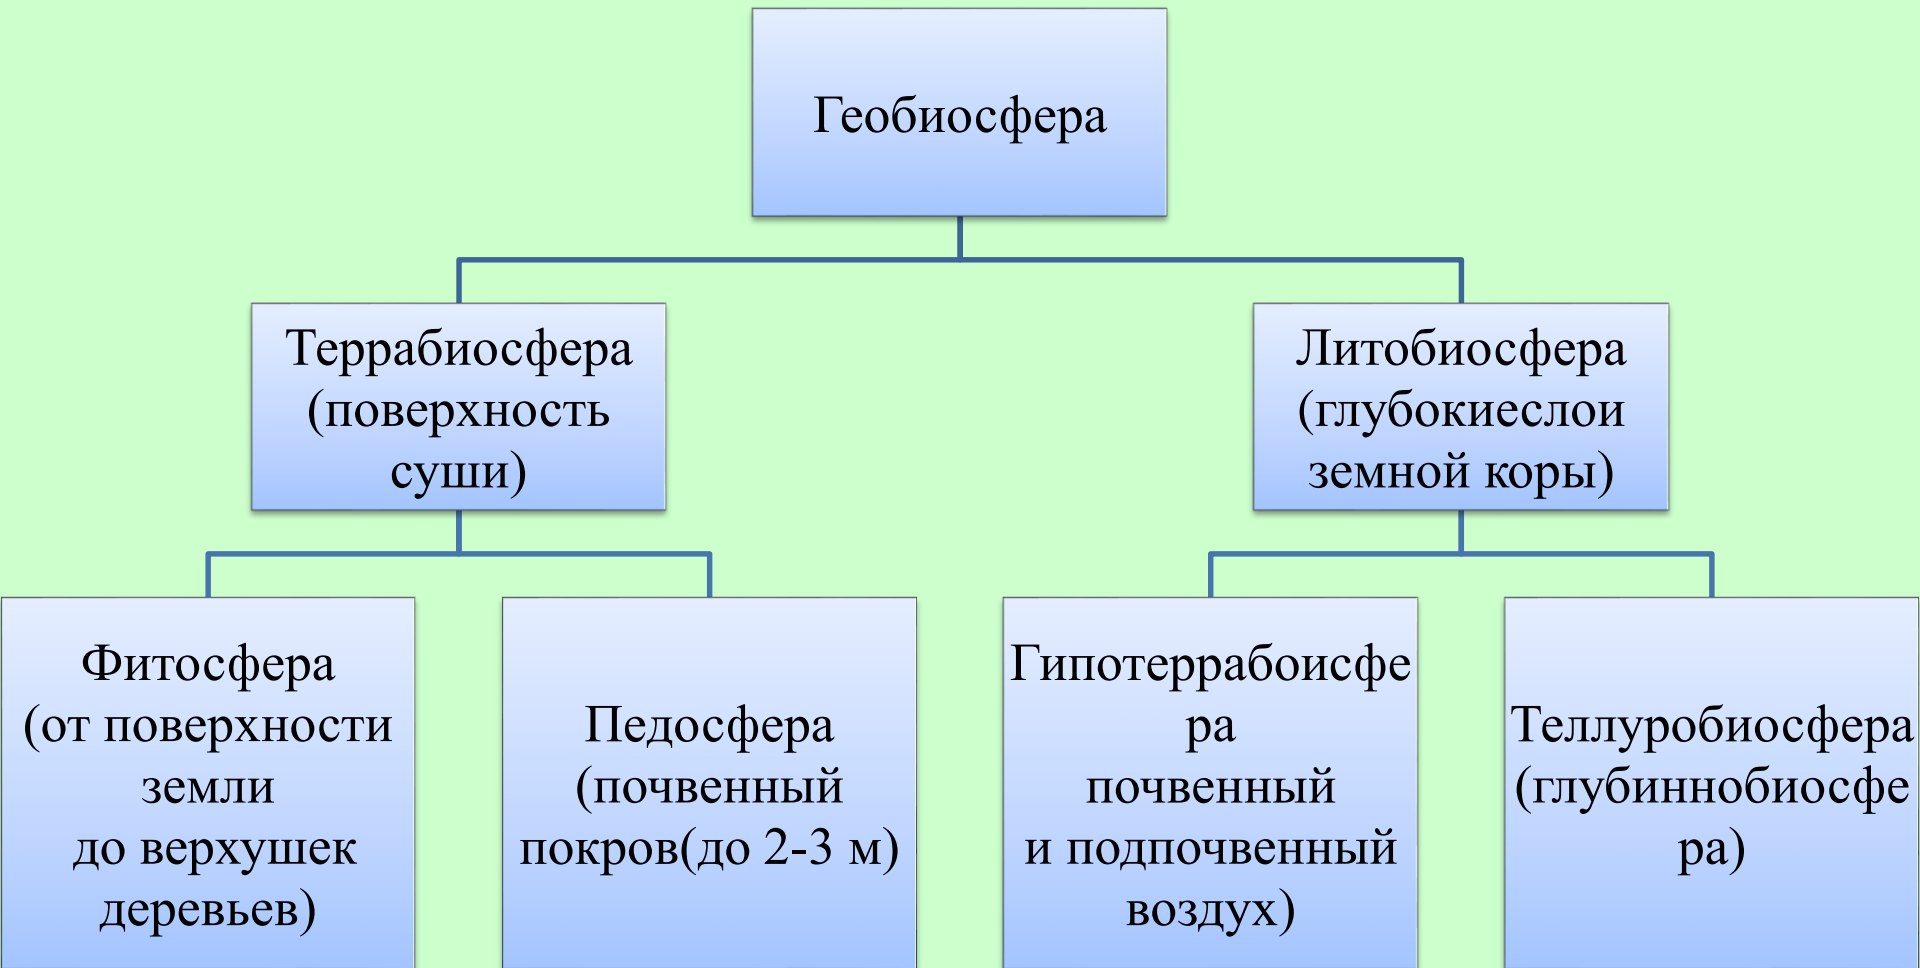 Геобиосфера
Террабиосфера
(поверхность
суши)
Литобиосфера
(глубокиеслои
земной коры)
Фитосфера
(от поверхности
земли
до верхушек
деревьев)
Педосфера
(почвенный
покров(до 2-3 м)
Гипотеррабоисфе
ра
почвенный
и подпочвенный
воздух)
Теллуробиосфера
(глубиннобиосфе
ра)